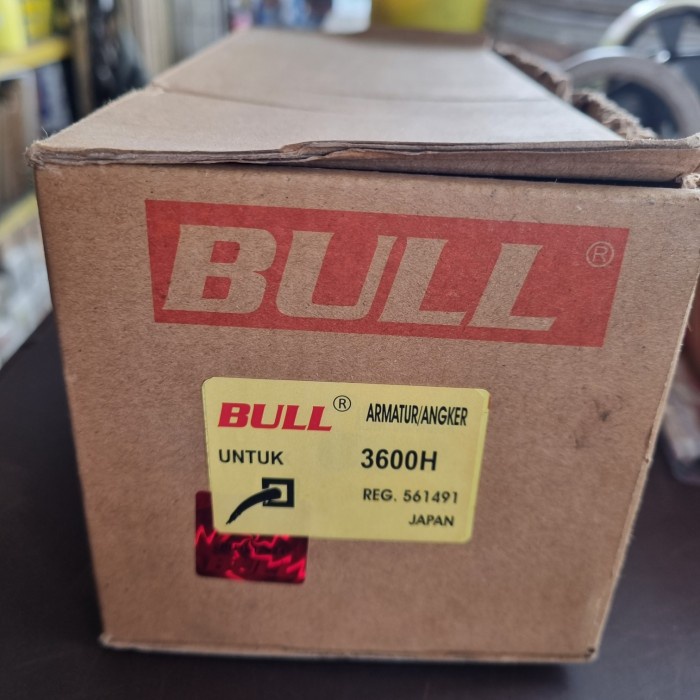 BULL ®
BULL ® ARMATUR/ANGKER
UNTUK 3600H
REG. 561491
JAPAN